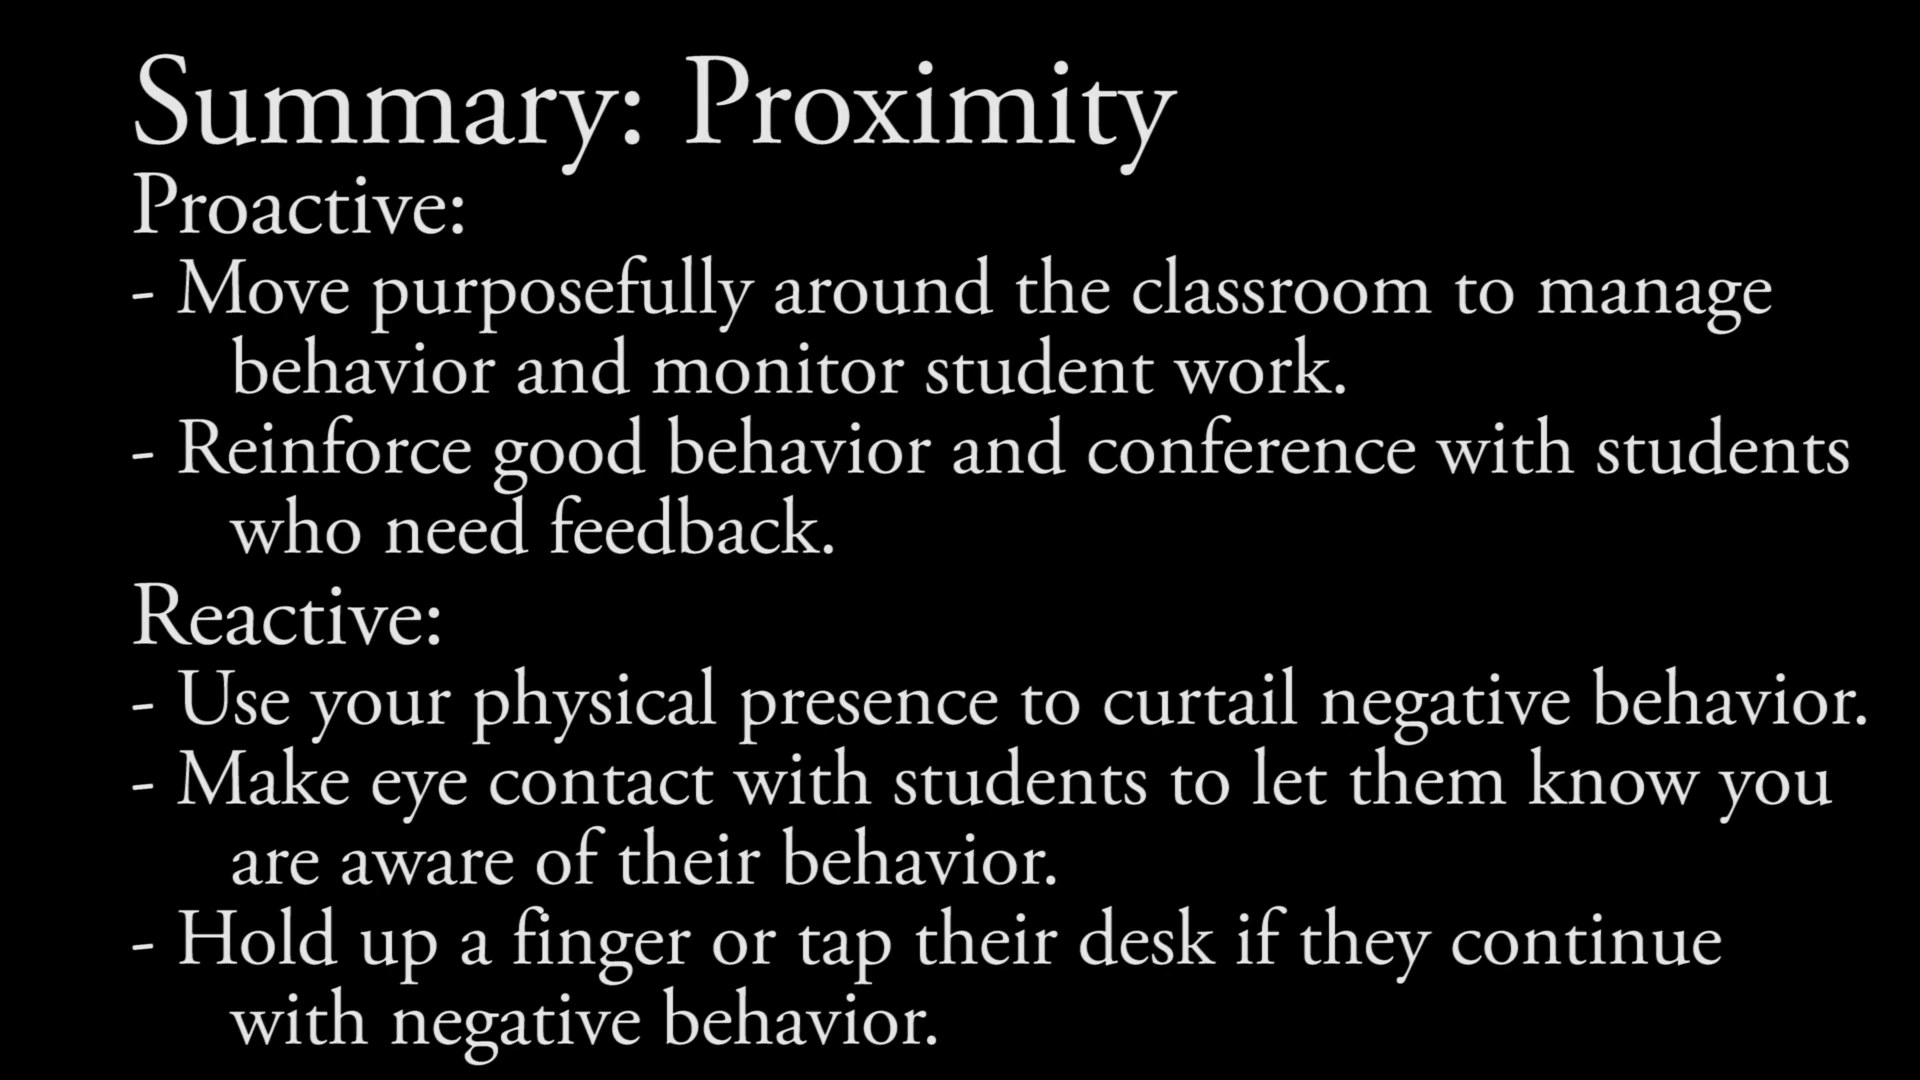 Summary: Proximity
Proactive:
- Move purposefully around the classroom to manage
behavior and monitor student work.
- Reinforce good behavior and conference with students
who need feedback.
Reactive:
- Use your physical presence to curtail negative behavior.
- Make eye contact with students to let them know you
are aware of their behavior.
- Hold up a finger or tap their desk if they continue
with negative behavior.